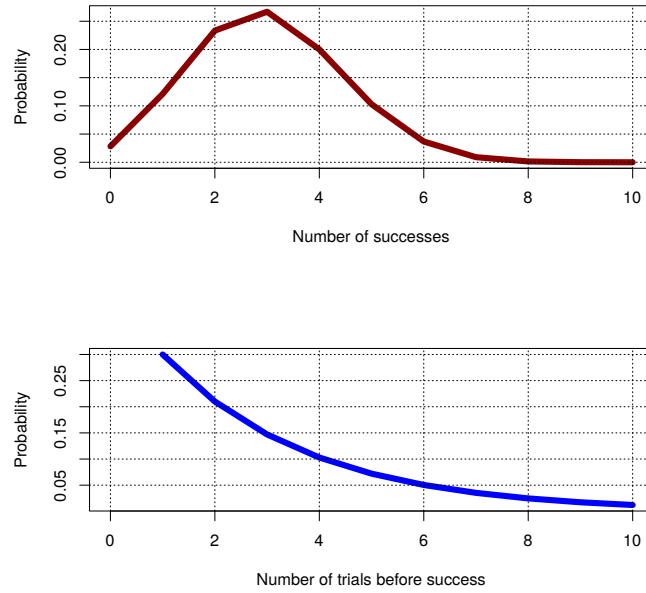 Probability
0.20
0.10
0.00
0 2 4 6 8 10
Number of successes
Probability
0.25
0.15
0.05
0 2 4 6 8 10
Number of trials before success